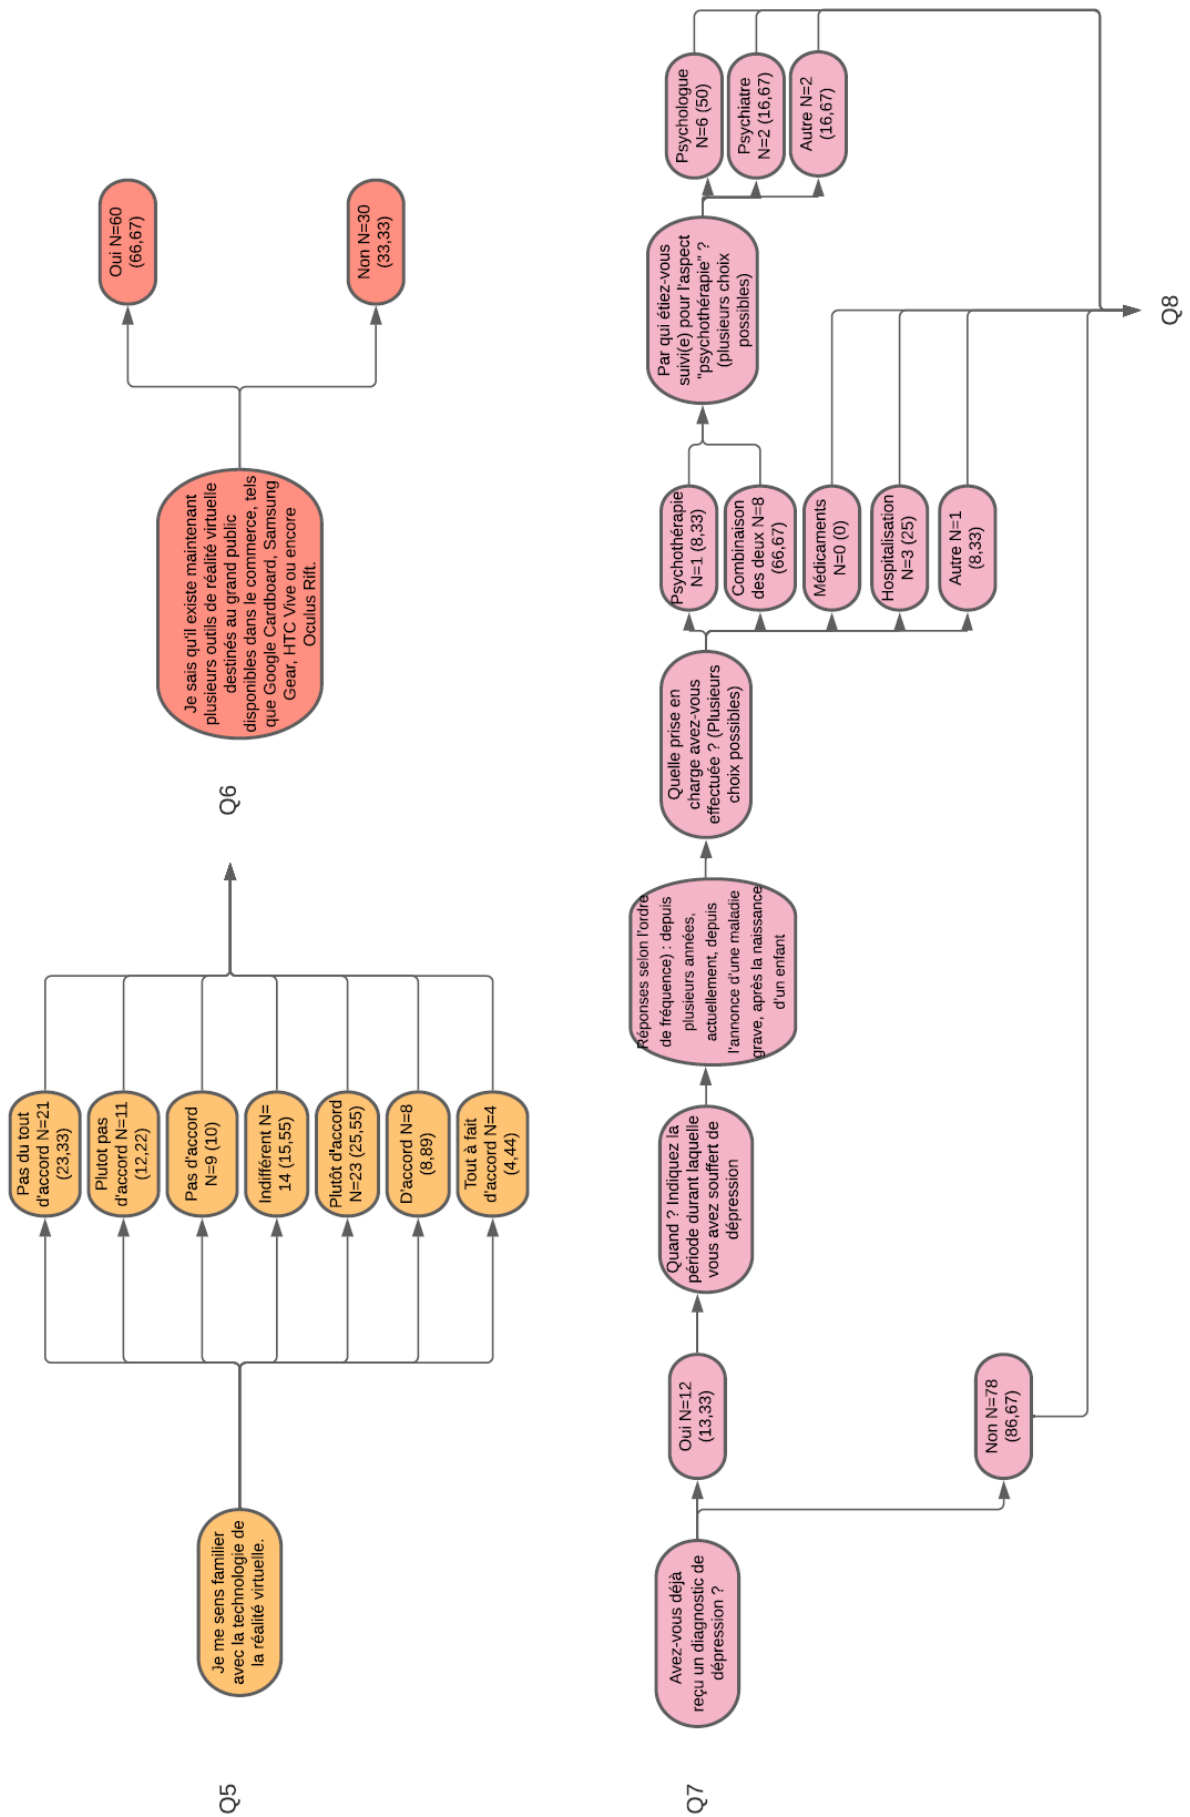 Q5
Je me sens familier
avec la technologie de
la réalité virtuelle.
Pas du tout
d'accord N=21
(23,33)
Plutot pas
d'accord N=11
(12,22)
Pas d'accord
N=9 (10)
Indifférent N=
14 (15,55)
Plutôt d'accord
N=23 (25,55)
D'accord N=8
(8,89)
Tout à fait
d'accord N=4
(4,44)
Q6
Je sais qu'il existe maintenant
plusieurs outils de réalité virtuelle
destinés au grand public
disponibles dans le commerce, tels
que Google Cardboard, Samsung
Gear, HTC Vive ou encore
Oculus Rift.
Oui N=60
(66,67)
Non N=30
(33,33)
Q7
Avez-vous déjà
reçu un diagnostic de
dépression ?
Oui N=12
(13,33)
Non N=78
(86,67)
Quand ? Indiquez la
période durant laquelle
vous avez souffert de
dépression
Réponses selon l'ordre
de fréquence) : depuis
plusieurs années,
actuellement, depuis
l'annonce d'une maladie
grave, après la naissance
d'un enfant
Quelle prise en
charge avez-vous
effectuée ? (Plusieurs
choix possibles)
Psychothérapie
N=1 (8,33)
Combinaison
des deux N=8
(66,67)
Médicaments
N=0 (0)
Hospitalisation
N=3 (25)
Autre N=1
(8,33)
Par qui étiez-vous
suivi(e) pour l'aspect
"psychothérapie" ?
(plusieurs choix
possibles)
Psychologue
N=6 (50)
Psychiatre
N=2 (16,67)
Autre N=2
(16,67)
Q8